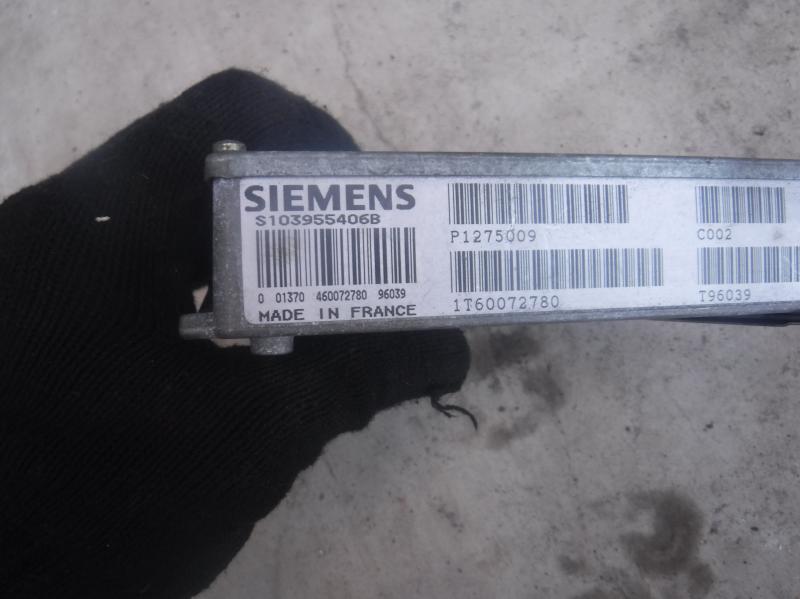 SIEMENS
S103955406B
0 01370 460072780 96039
MADE IN FRANCE
P1275009
C002
1T60072780
T96039